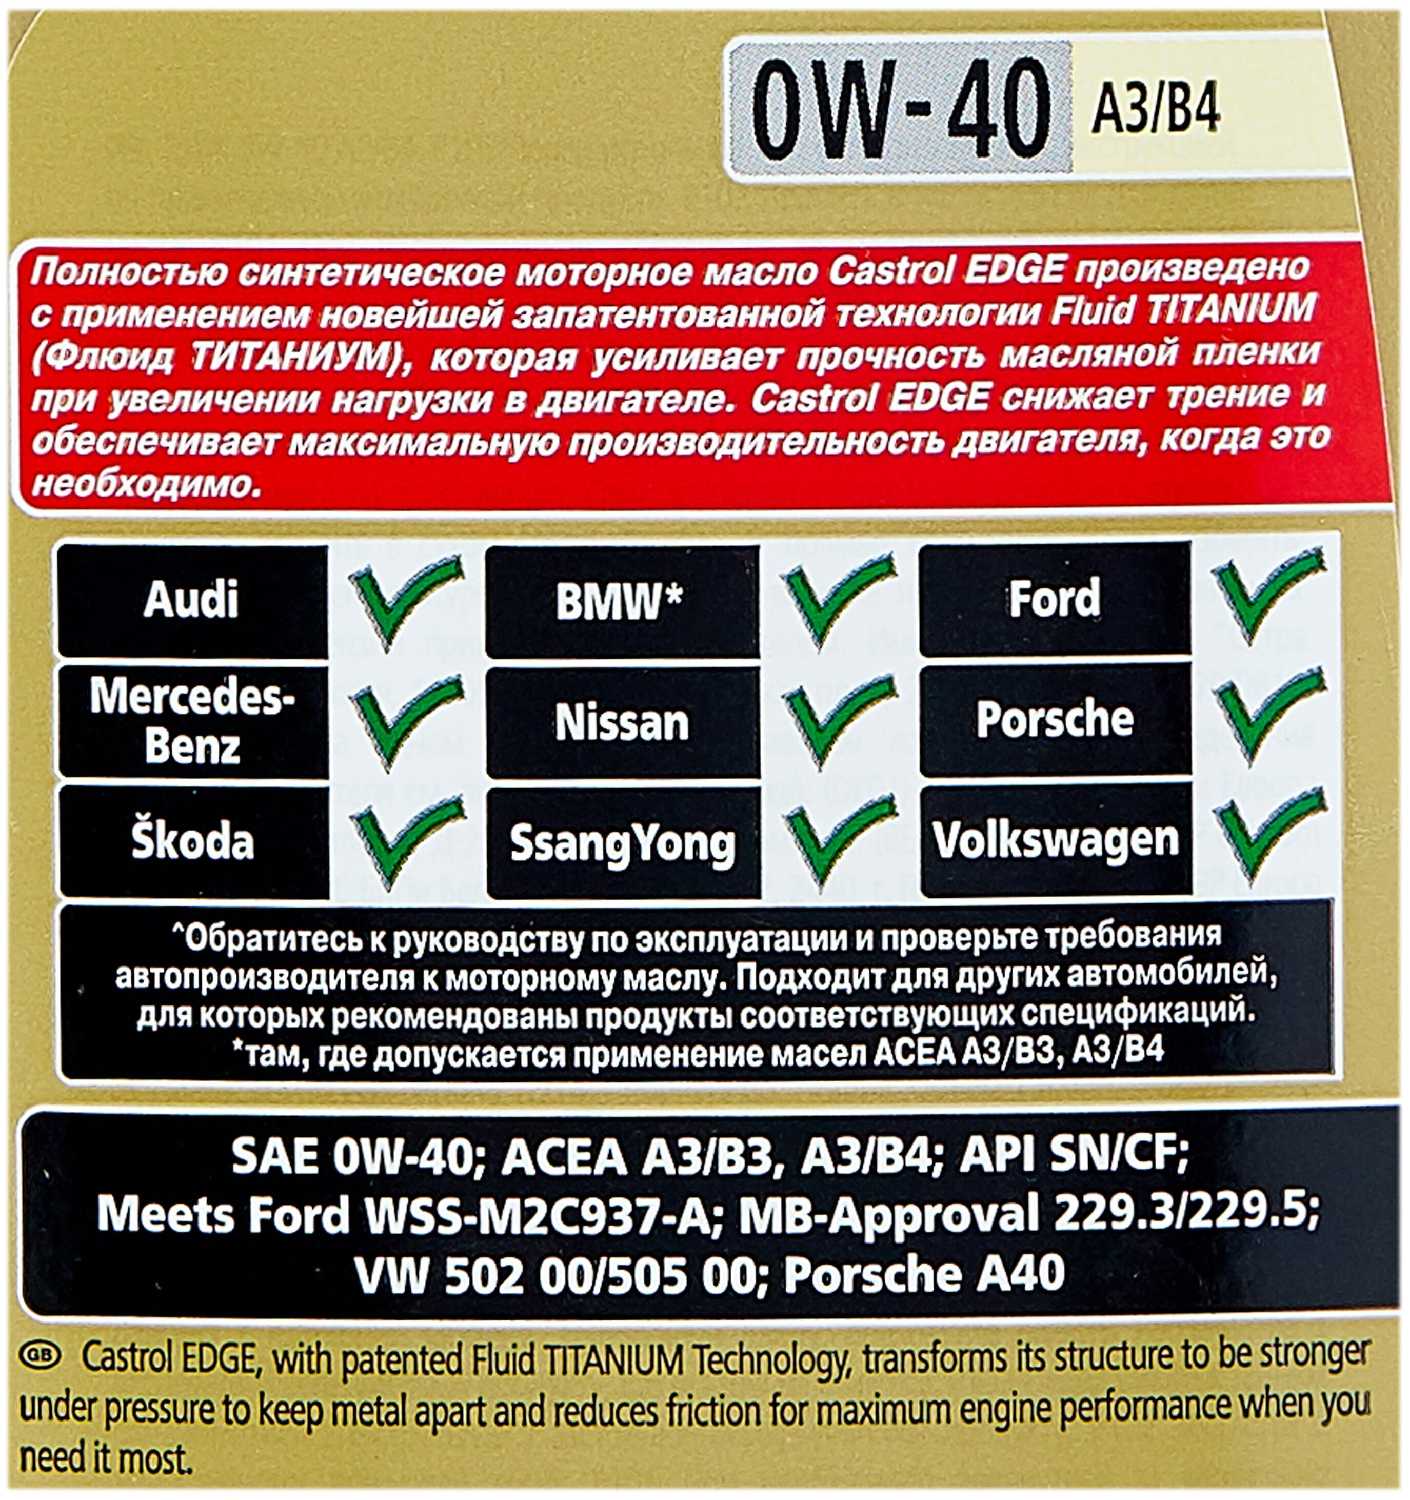 0W-40 A3/B4
Полностью синтетическое моторное масло Castrol EDGE произведено
с применением новейшей запатентованной технологии Fluid TITANIUM
(Флюид ТИТАНИУМ), которая усиливает прочность масляной пленки
при увеличении нагрузки в двигателе. Castrol EDGE снижает трение и
обеспечивает максимальную производительность двигателя, когда это
необходимо.
Audi BMW* Ford
Mercedes-
Benz Nissan Porsche
Škoda SsangYong Volkswagen
^Обратитесь к руководству по эксплуатации и проверьте требования
автопроизводителя к моторному маслу. Подходит для других автомобилей,
для которых рекомендованы продукты соответствующих спецификаций.
*там, где допускается применение масел ACEA A3/B3, A3/B4
SAE 0W-40; ACEA A3/B3, A3/B4; API SN/CF;
Meets Ford WSS-M2C937-A; MB-Approval 229.3/229.5;
VW 502 00/505 00; Porsche A40
GB Castrol EDGE, with patented Fluid TITANIUM Technology, transforms its structure to be stronger
under pressure to keep metal apart and reduces friction for maximum engine performance when you
need it most.